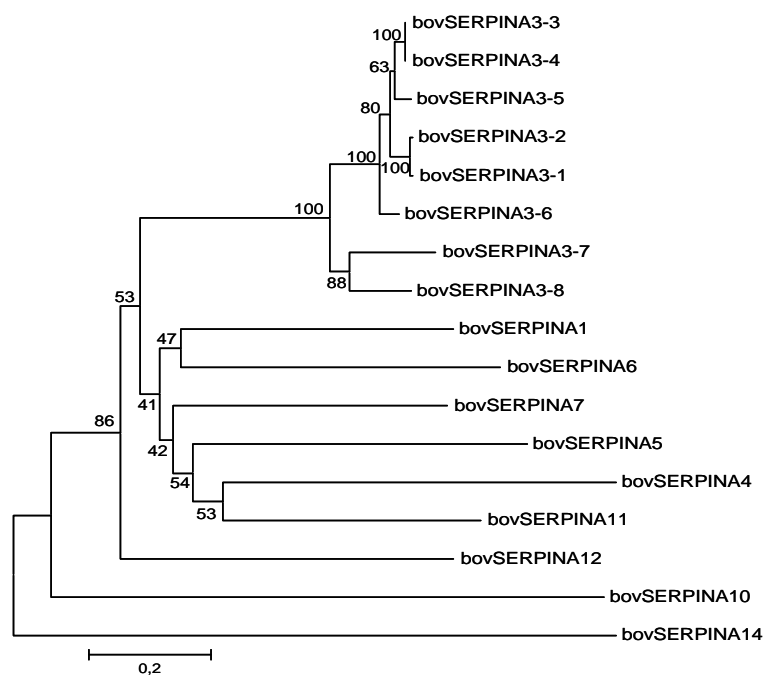 bovSERPINA3-3
100
bovSERPINA3-4
63
bovSERPINA3-5
80
bovSERPINA3-2
100
100
bovSERPINA3-1
100
bovSERPINA3-6
bovSERPINA3-7
88
bovSERPINA3-8
53
bovSERPINA1
47
bovSERPINA6
41
bovSERPINA7
86
bovSERPINA5
42
54
bovSERPINA4
53
bovSERPINA11
bovSERPINA12
bovSERPINA10
bovSERPINA14
0,2